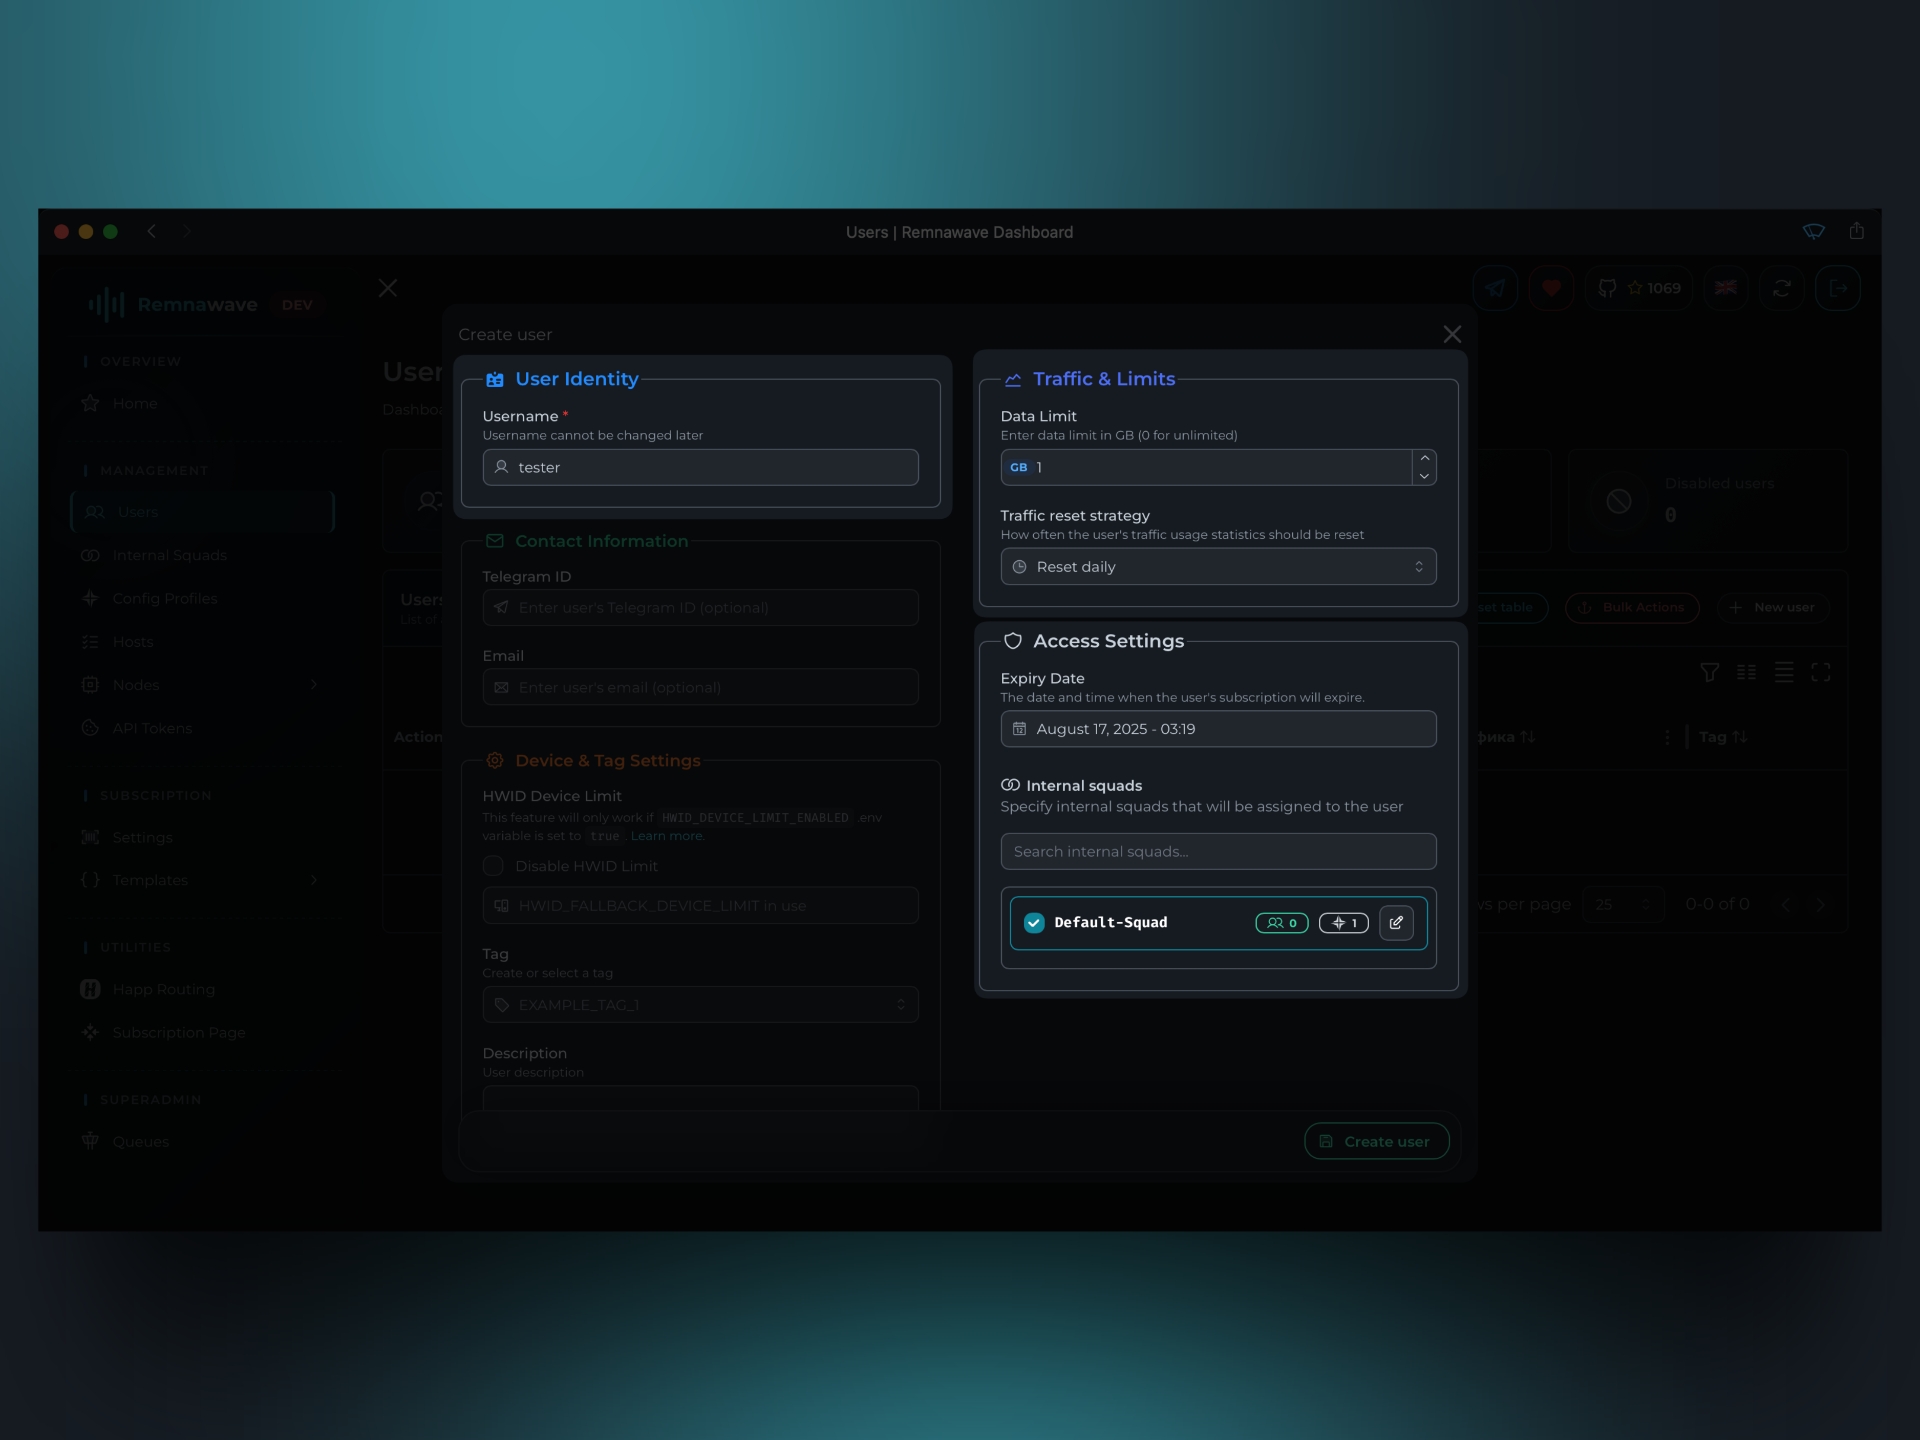 Users | Remnawave Dashboard
Remnawave DEV
1069
OVERVIEW
Home
MANAGEMENT
Users
Internal Squads
Config Profiles
Hosts
Nodes
API Tokens
SUBSCRIPTION
Settings
Templates
UTILITIES
Happ Routing
Subscription Page
SUPERADMIN
Queues
Create user
User Identity
Username *
Username cannot be changed later
tester
Contact Information
Telegram ID
Enter user's Telegram ID (optional)
Email
Enter user's email (optional)
Device & Tag Settings
HWID Device Limit
This feature will only work if HWID_DEVICE_LIMIT_ENABLED .env
variable is set to true . Learn more.
Disable HWID Limit
HWID_FALLBACK_DEVICE_LIMIT in use
Tag
Create or select a tag
EXAMPLE_TAG_1
Description
User description
Traffic & Limits
Data Limit
Enter data limit in GB (0 for unlimited)
GB 1
Traffic reset strategy
How often the user's traffic usage statistics should be reset
Reset daily
Access Settings
Expiry Date
The date and time when the user's subscription will expire.
August 17, 2025 - 03:19
Internal squads
Specify internal squads that will be assigned to the user
Search internal squads...
Default-Squad 0 1
Create user
Disabled users
0
table
Bulk Actions
New user
Tag
per page 25 0-0 of 0